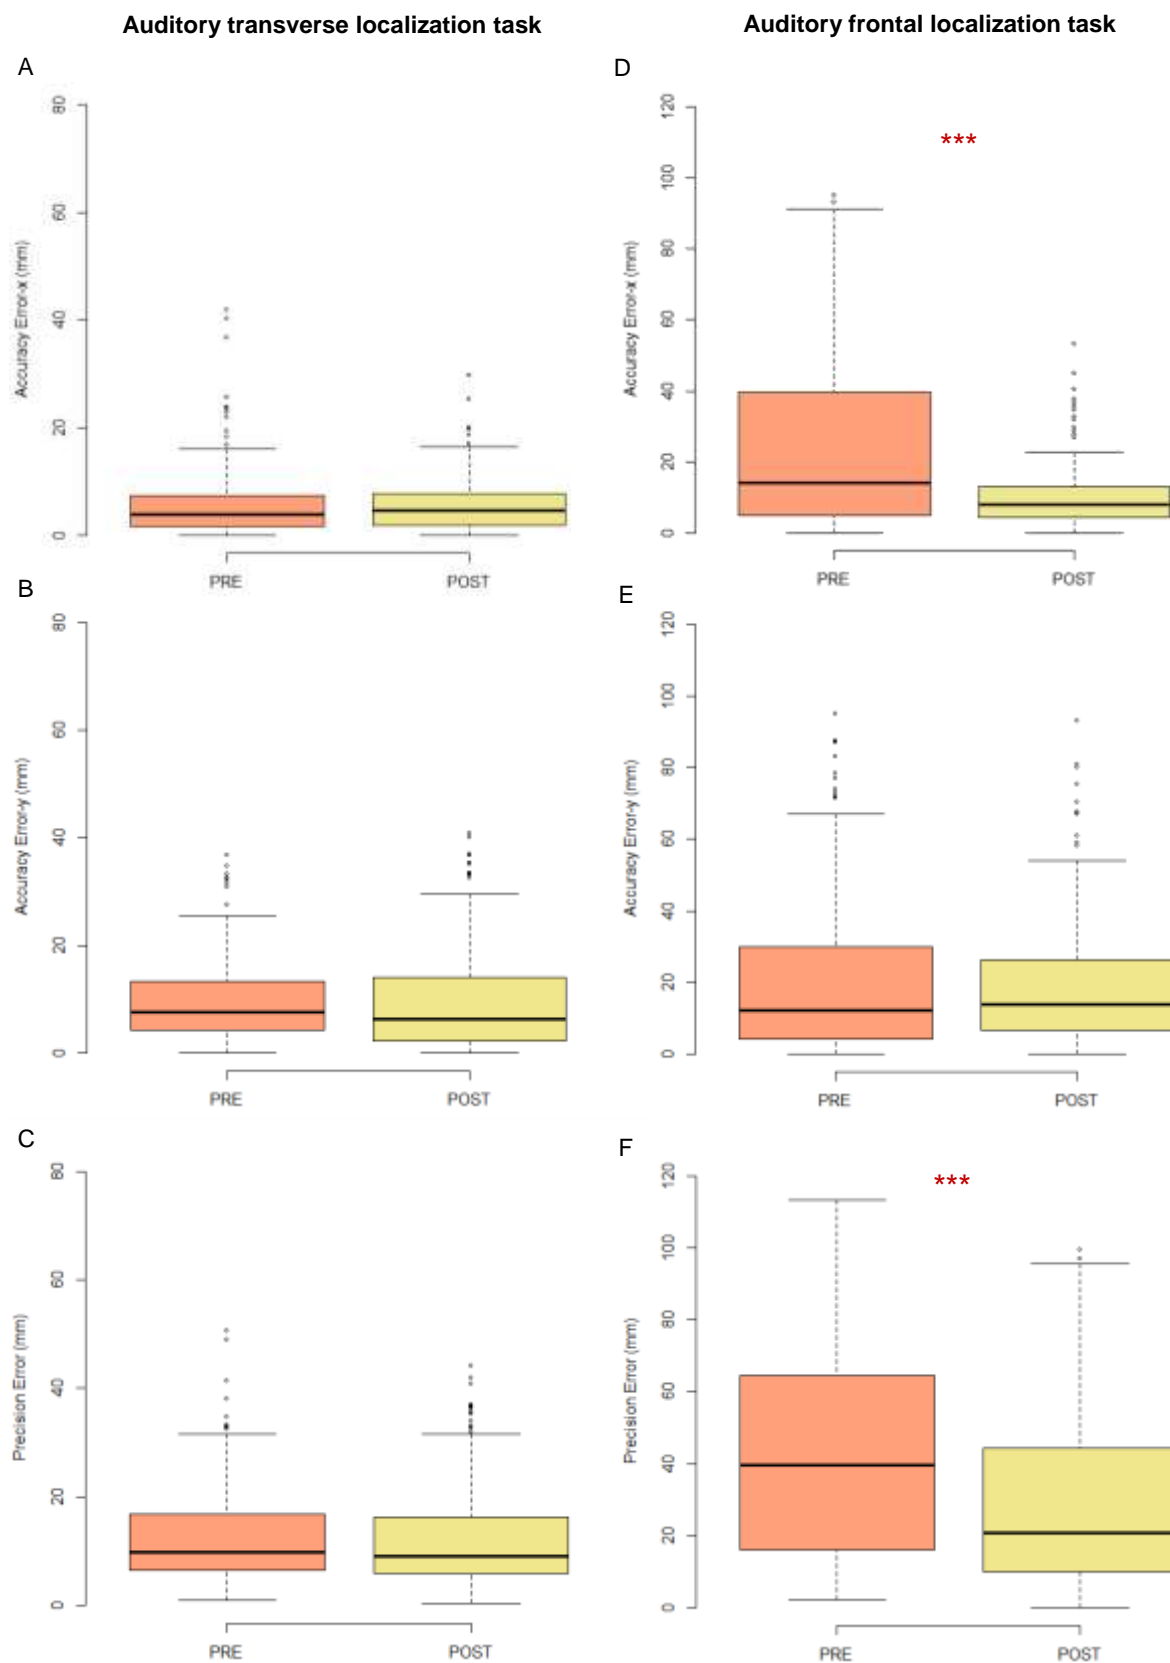 Auditory transverse localization task
Auditory frontal localization task
A
80
60
40
20
0
Accuracy Error-x (mm)
PRE
POST
D
120
100
80
60
40
20
0
Accuracy Error-x (mm)
***
PRE
POST
B
80
60
40
20
0
Accuracy Error-y (mm)
PRE
POST
E
120
100
80
60
40
20
0
Accuracy Error-y (mm)
PRE
POST
C
80
60
40
20
0
Precision Error (mm)
PRE
POST
F
120
100
80
60
40
20
0
Precision Error (mm)
***
PRE
POST